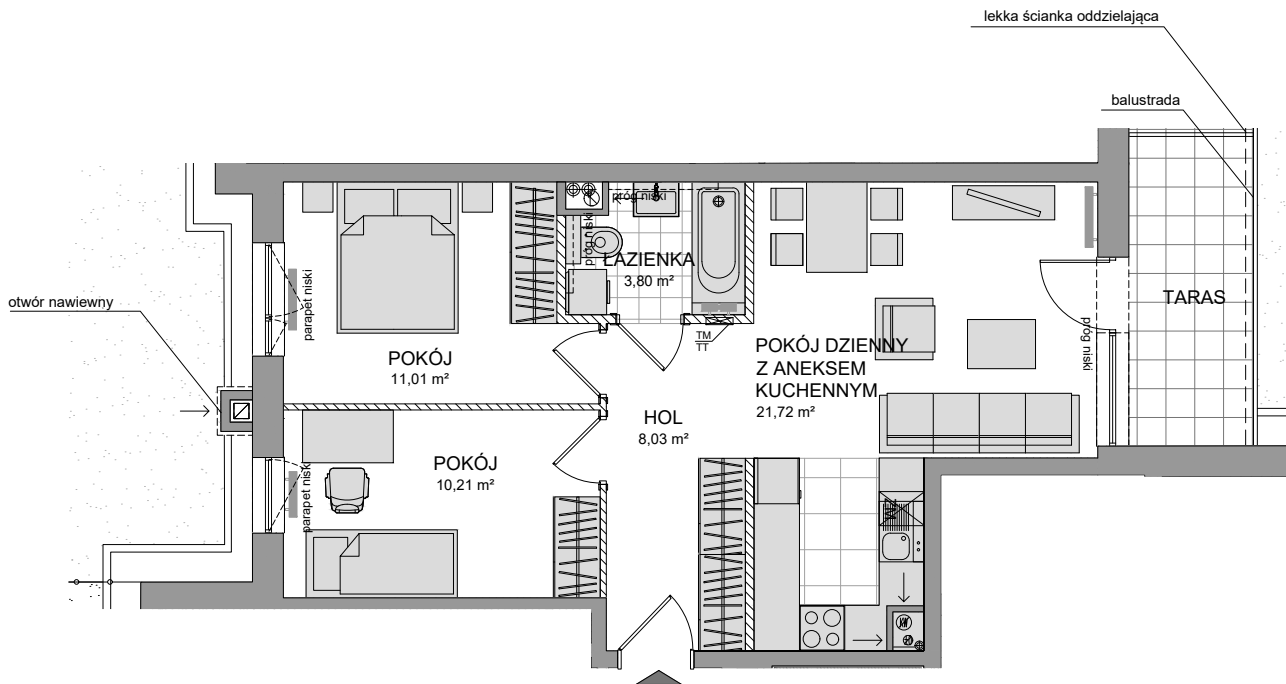 lekka ścianka oddzielająca
balustrada
próg niski
próg niski
ŁAZIENKA
3,80 m²
otwór nawiewny
parapet niski
TARAS
próg niski
TM
TT
POKÓJ
11,01 m²
POKÓJ DZIENNY
Z ANEKSEM
KUCHENNYM
21,72 m²
HOL
8,03 m²
POKÓJ
10,21 m²
parapet niski